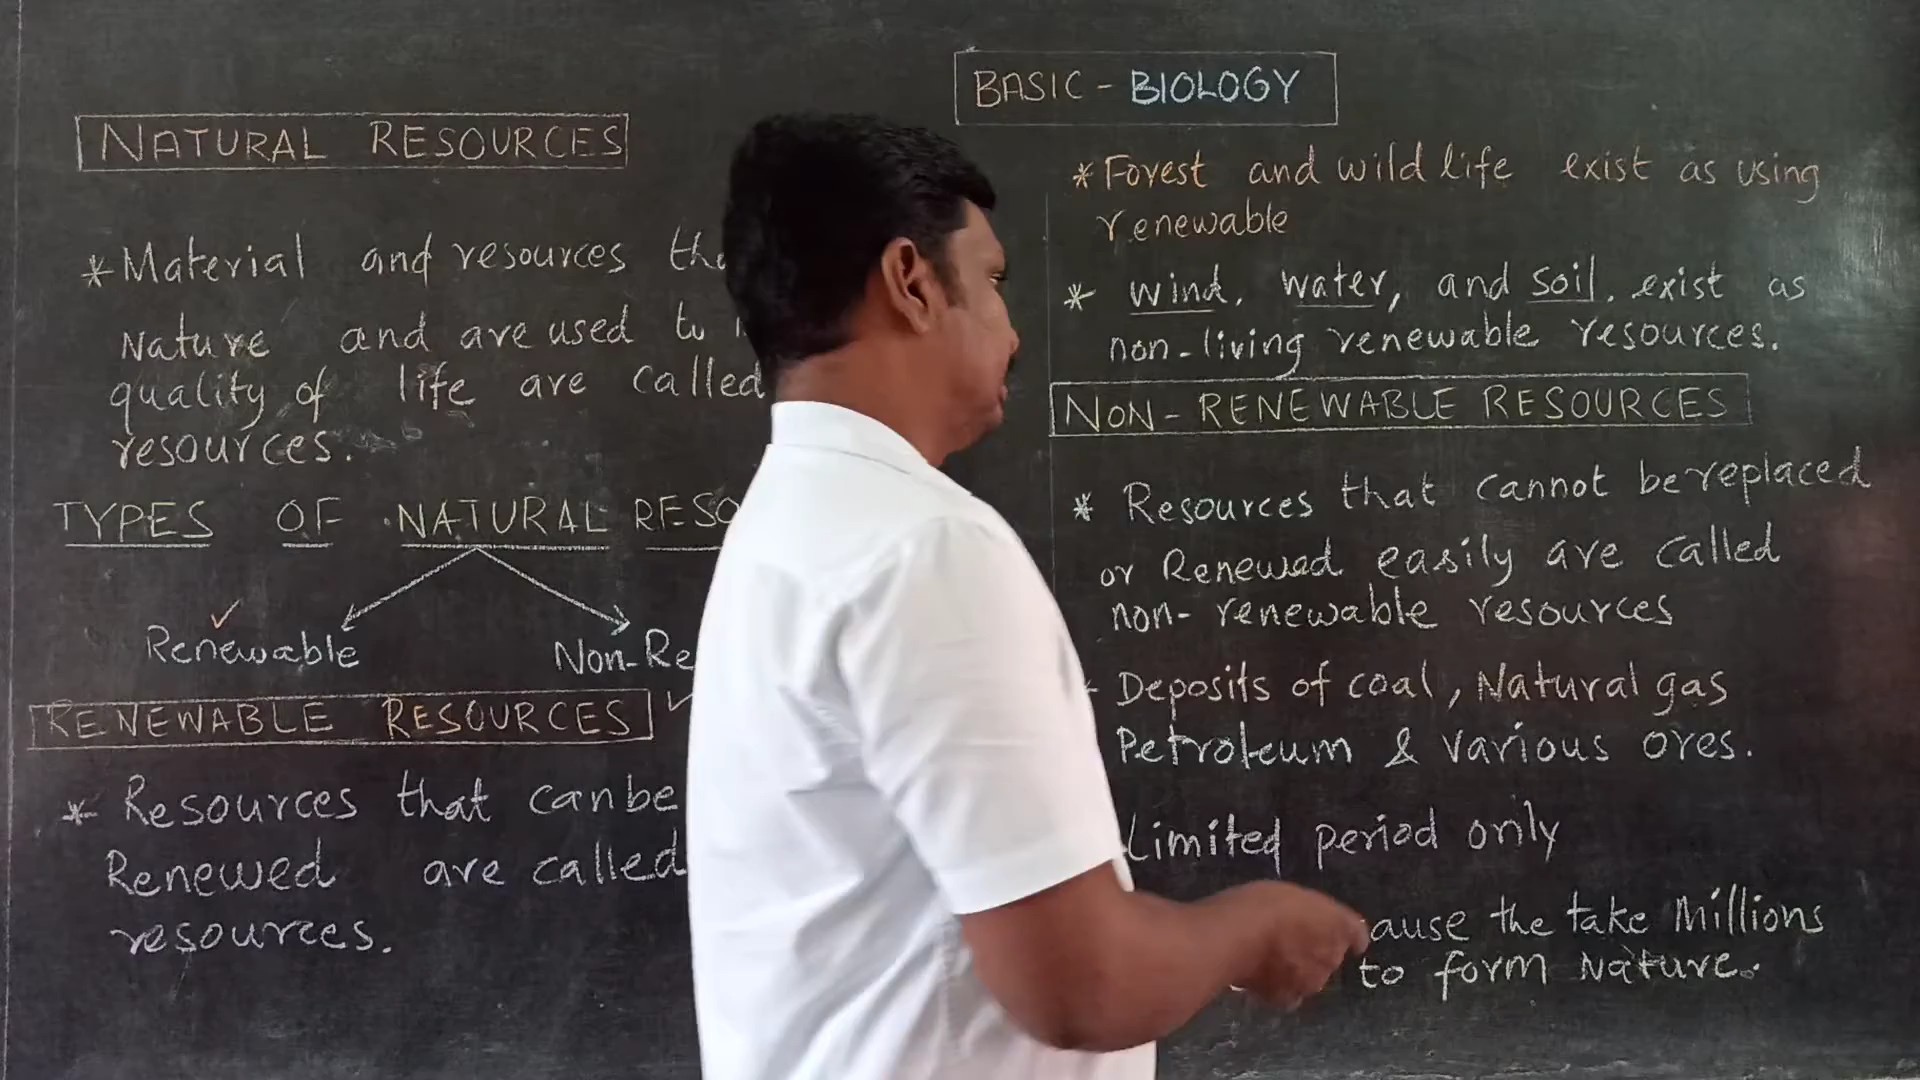 NATURAL RESOURCES
* Material and resources
Nature and are used to
quality of life are called
resources.
TYPES OF NATURAL
Renewable
RENEWABLE RESOURCES
* Resources that can be
Renewed are called
resources.
BASIC - BIOLOGY
* Forest and wild life exist as using
renewable
* Wind, water, and soil, exist as
non-living renewable resources.
NON-RENEWABLE RESOURCES
* Resources that cannot be replaced
or Renewed easily are called
non-renewable resources
Deposits of coal, Natural gas
Petroleum & various ores.
Limited period only
the take Millions
to form Nature.